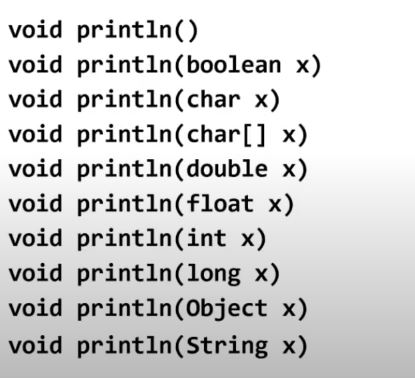 void println()
void println(boolean x)
void println(char x)
void println(char[] x)
void println(double x)
void println(float x)
void println(int x)
void println(long x)
void println(Object x)
void println(String x)